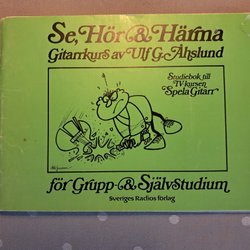 Se, Hör & Härma
Gitarrkurs av Ulf G. Åhslund
Studiebok till
TV-kursen
Spela Gitarr
för Grupp- & Självstudium
Sveriges Radios förlag